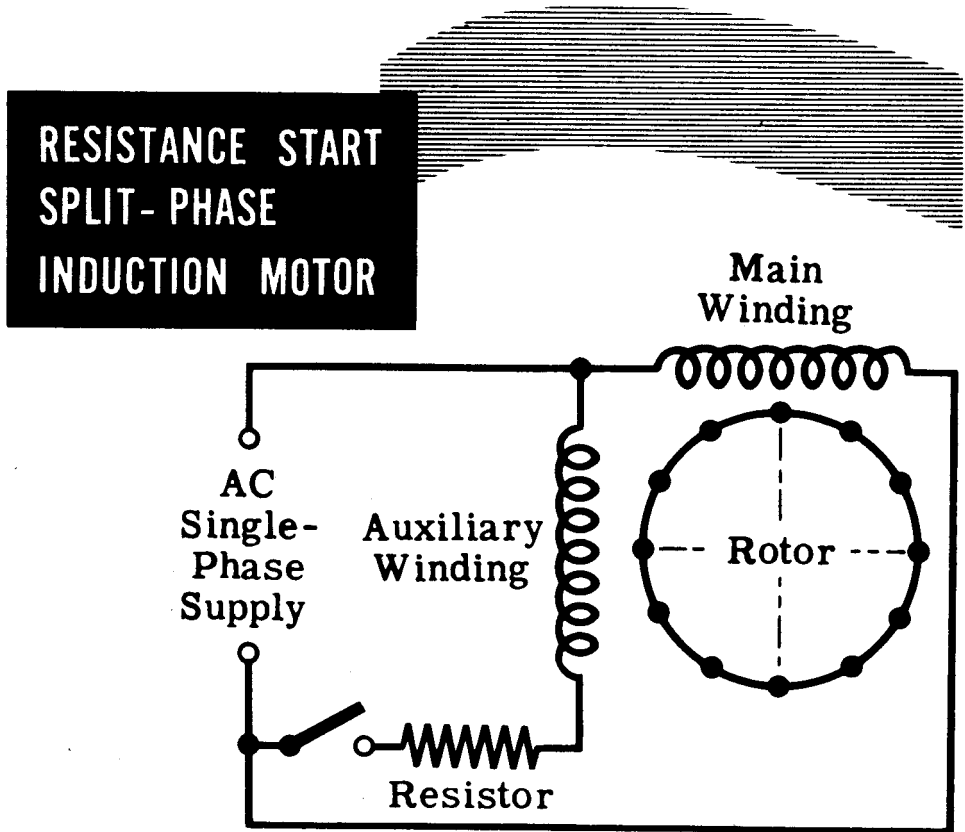 RESISTANCE START
SPLIT-PHASE
INDUCTION MOTOR
Main
Winding
AC
Single-
Phase
Supply
Auxiliary
Winding
Rotor
Resistor